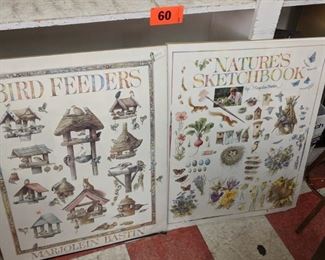 60
BIRD FEEDERS
MARJOLEIN BASTIN
NATURE'S
SKETCHBOOK